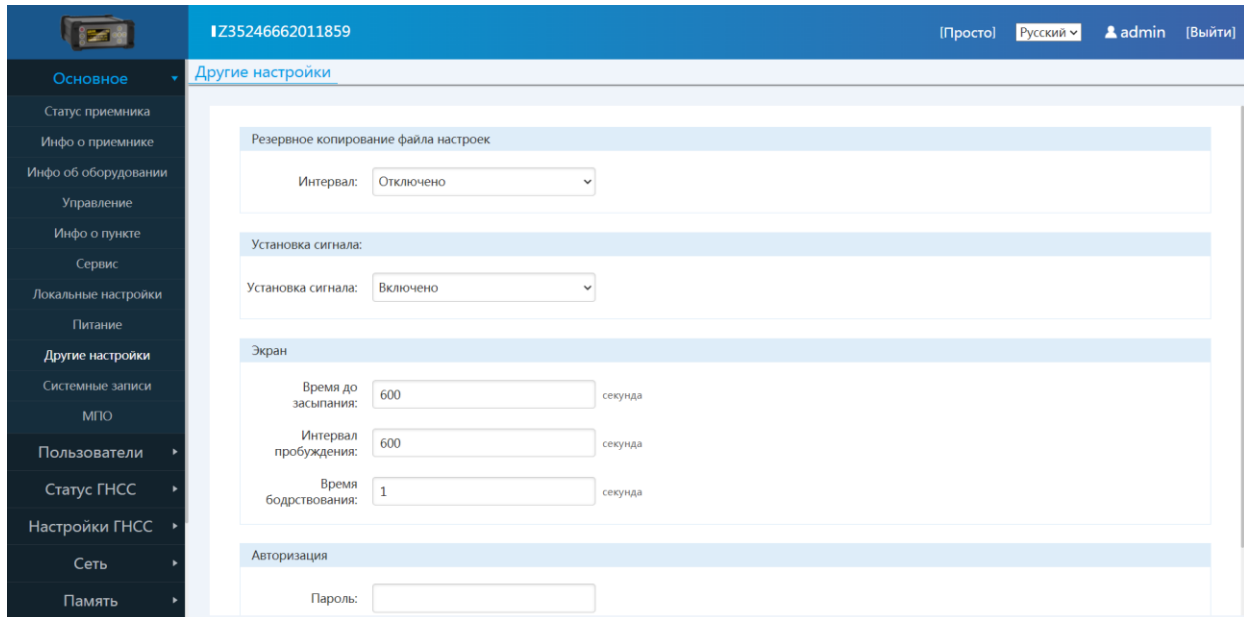 Z35246662011859
[Просто] Русский admin [Выйти]
Основное
Другие настройки
Статус приемника
Инфо о приемнике
Инфо об оборудовании
Управление
Инфо о пункте
Сервис
Локальные настройки
Питание
Другие настройки
Системные записи
МПО
Пользователи
Статус ГНСС
Настройки ГНСС
Сеть
Память
Резервное копирование файла настроек
Интервал: Отключено
Установка сигнала:
Установка сигнала: Включено
Экран
Время до
засыпания: 600 секунда
Интервал
пробуждения: 600 секунда
Время
бодрствования: 1 секунда
Авторизация
Пароль: